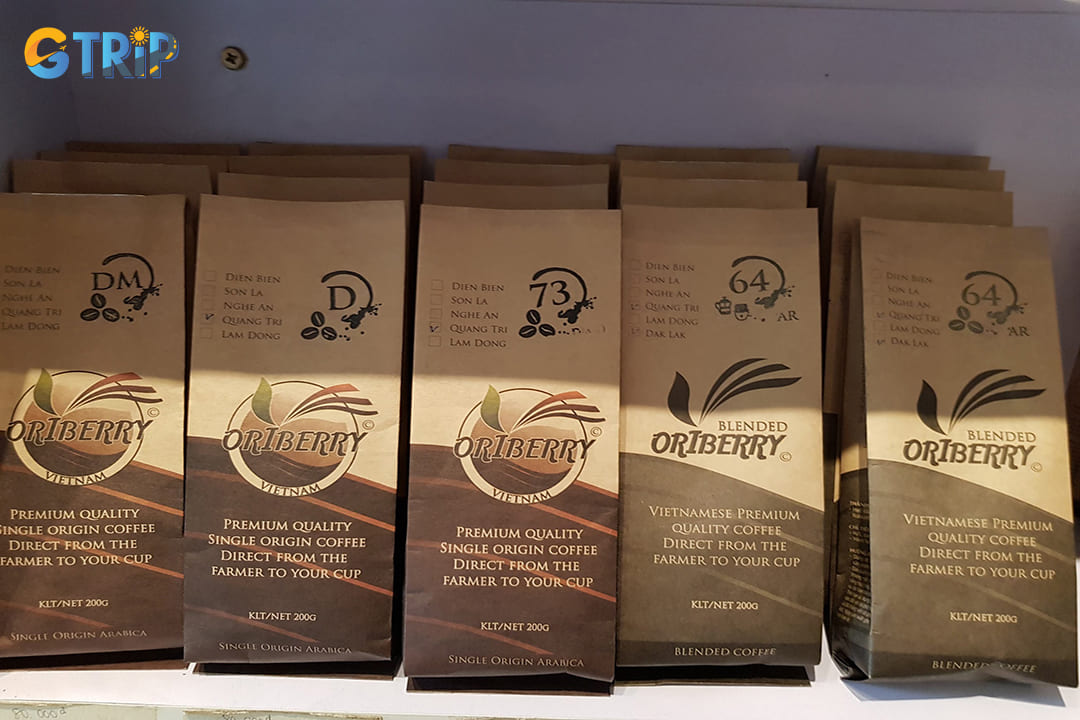 GTRIP
DIEN BIEN
SON LA
NGHE AN
QUANG TRI
LAM DONG
DM
ORIBERRY
©
VIETNAM
PREMIUM QUALITY
SINGLE ORIGIN COFFEE
DIRECT FROM THE
FARMER TO YOUR CUP
KLT/NET 200G
SINGLE ORIGIN ARABICA
80.000đ
DIEN BIEN
SON LA
NGHE AN
QUANG TRI
LAM DONG
D
ORIBERRY
©
VIETNAM
PREMIUM QUALITY
SINGLE ORIGIN COFFEE
DIRECT FROM THE
FARMER TO YOUR CUP
KLT/NET 200G
SINGLE ORIGIN ARABICA
DIEN BIEN
SON LA
NGHE AN
QUANG TRI
LAM DONG
73
ORIBERRY
©
VIETNAM
PREMIUM QUALITY
SINGLE ORIGIN COFFEE
DIRECT FROM THE
FARMER TO YOUR CUP
KLT/NET 200G
SINGLE ORIGIN ARABICA
DIEN BIEN
SON LA
NGHE AN
QUANG TRI
LAM DONG
DAK LAK
64
AR
BLENDED
ORIBERRY
©
VIETNAMESE PREMIUM
QUALITY COFFEE
DIRECT FROM THE
FARMER TO YOUR CUP
KLT/NET 200G
BLENDED COFFEE
DIEN BIEN
SON LA
NGHE AN
QUANG TRI
LAM DONG
DAK LAK
64
AR
BLENDED
ORIBERRY
©
VIETNAMESE PREMIUM
QUALITY COFFEE
DIRECT FROM THE
FARMER TO YOUR CUP
KLT/NET 200G
BLENDED COFFEE